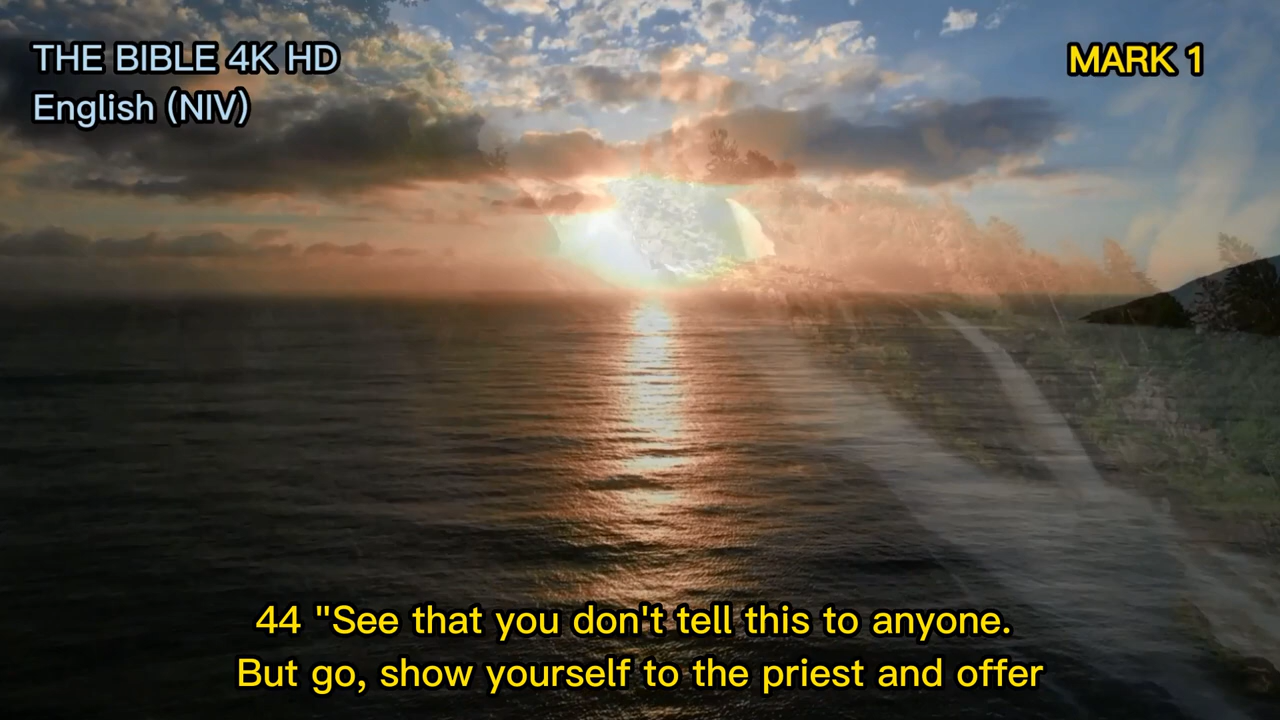 THE BIBLE 4K HD
English (NIV)
MARK 1
44 "See that you don't tell this to anyone.
But go, show yourself to the priest and offer